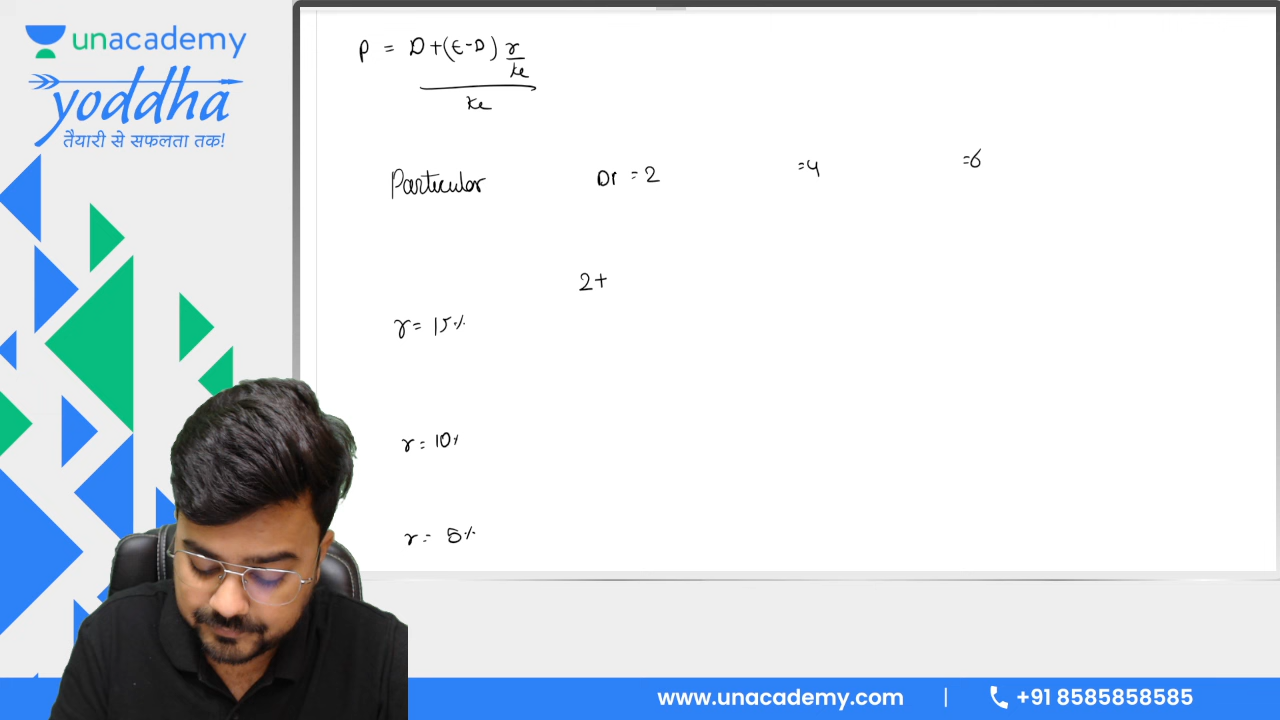 unacademy
yoddha
तैयारी से सफलता तक!
P = D+(E-D) r/ke
ke
Particular Dr = 2 =4 =6
2+
r= 15%
r= 10%
r= 5%
www.unacademy.com | +91 8585858585